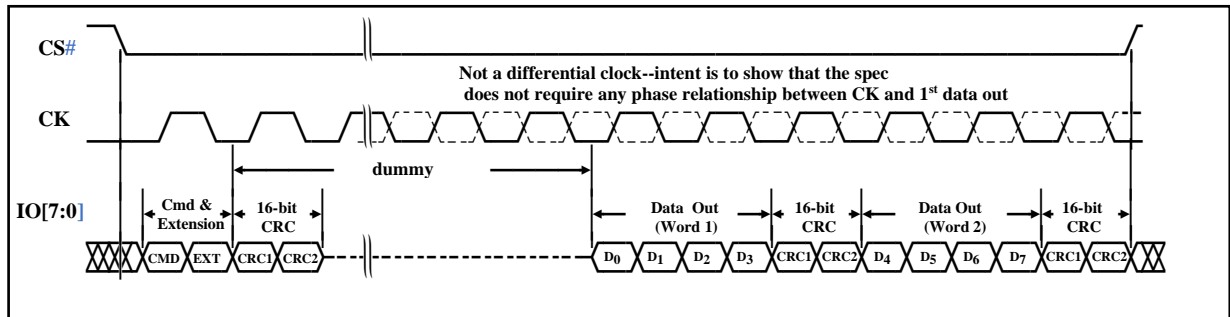 CS#
Not a differential clock--intent is to show that the spec
does not require any phase relationship between CK and 1st data out
CK
dummy
IO[7:0]
Cmd & Extension
16-bit CRC
Data Out (Word 1)
16-bit CRC
Data Out (Word 2)
16-bit CRC
CMD EXT CRC1 CRC2 D0 D1 D2 D3 CRC1 CRC2 D4 D5 D6 D7 CRC1 CRC2